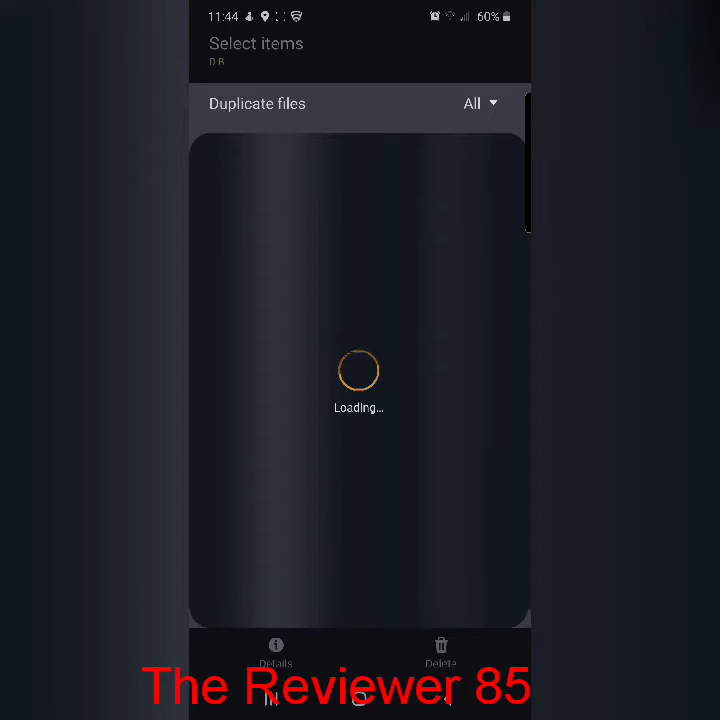 11:44 60%
Select items
0 B
Duplicate files All
Loading...
Details Delete
The Reviewer 85